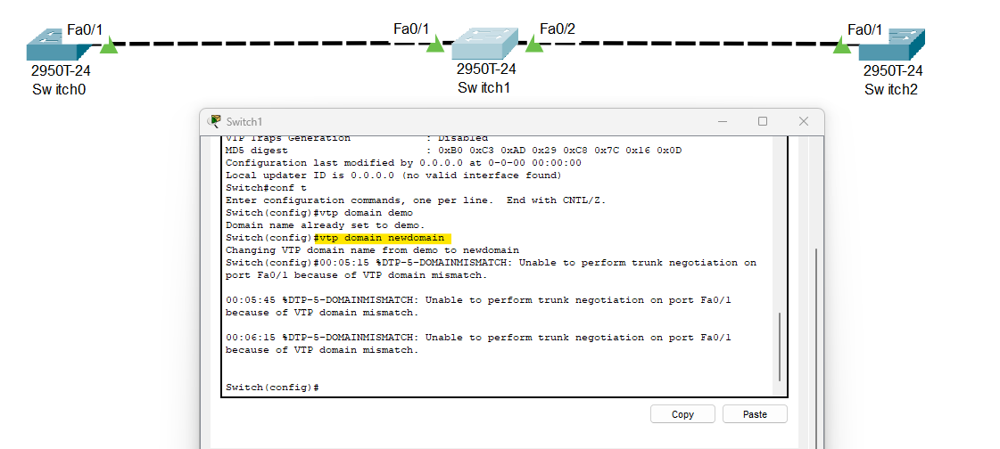 Fa0/1
Fa0/1
Fa0/2
Fa0/1
2950T-24
Switch0
2950T-24
Switch1
2950T-24
Switch2
Switch1
VTP Traps Generation : Disabled
MD5 digest : 0xB0 0xC3 0xAD 0x29 0xC8 0x7C 0x16 0x0D
Configuration last modified by 0.0.0.0 at 0-0-00 00:00:00
Local updater ID is 0.0.0.0 (no valid interface found)
Switch#conf t
Enter configuration commands, one per line.  End with CNTL/Z.
Switch(config)#vtp domain demo
Domain name already set to demo.
Switch(config)#vtp domain newdomain
Changing VTP domain name from demo to newdomain
Switch(config)#00:05:15 %DTP-5-DOMAINMISMATCH: Unable to perform trunk negotiation on
port Fa0/1 because of VTP domain mismatch.
00:05:45 %DTP-5-DOMAINMISMATCH: Unable to perform trunk negotiation on port Fa0/1
because of VTP domain mismatch.
00:06:15 %DTP-5-DOMAINMISMATCH: Unable to perform trunk negotiation on port Fa0/1
because of VTP domain mismatch.
Switch(config)#
Copy
Paste